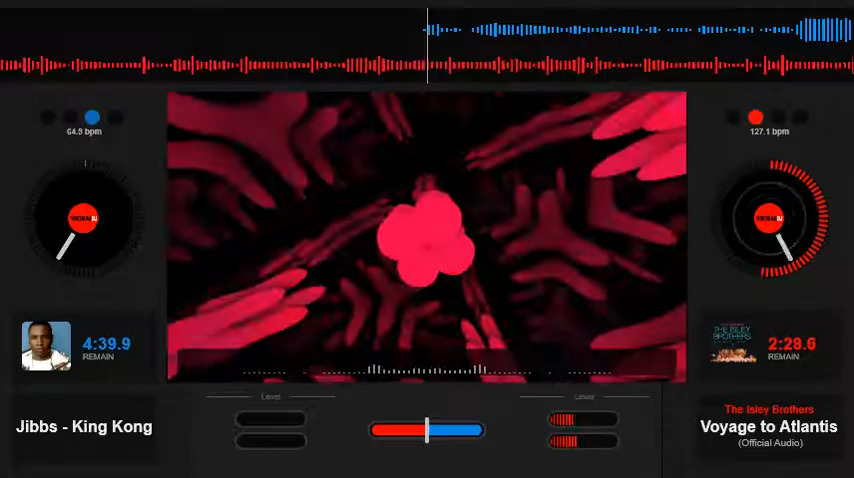 64.9 bpm
127.1 bpm
4:39.9
REMAIN
THE ISLEY
BROTHERS
2:28.6
REMAIN
Level
Level
Jibbs - King Kong
The Isley Brothers
Voyage to Atlantis
(Official Audio)